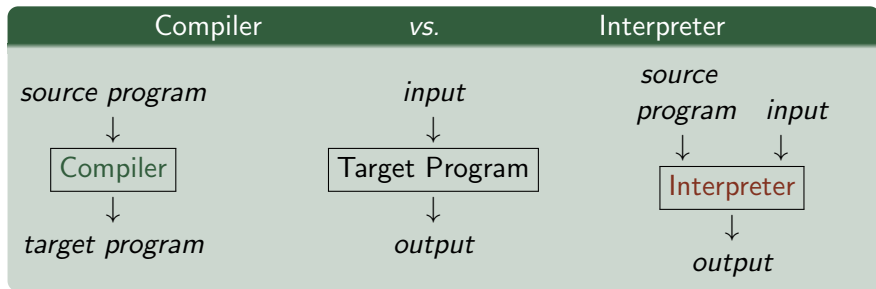 Compiler vs. Interpreter
source program
↓
Compiler
↓
target program
input
↓
Target Program
↓
output
source
program input
↓ ↓
Interpreter
↓
output